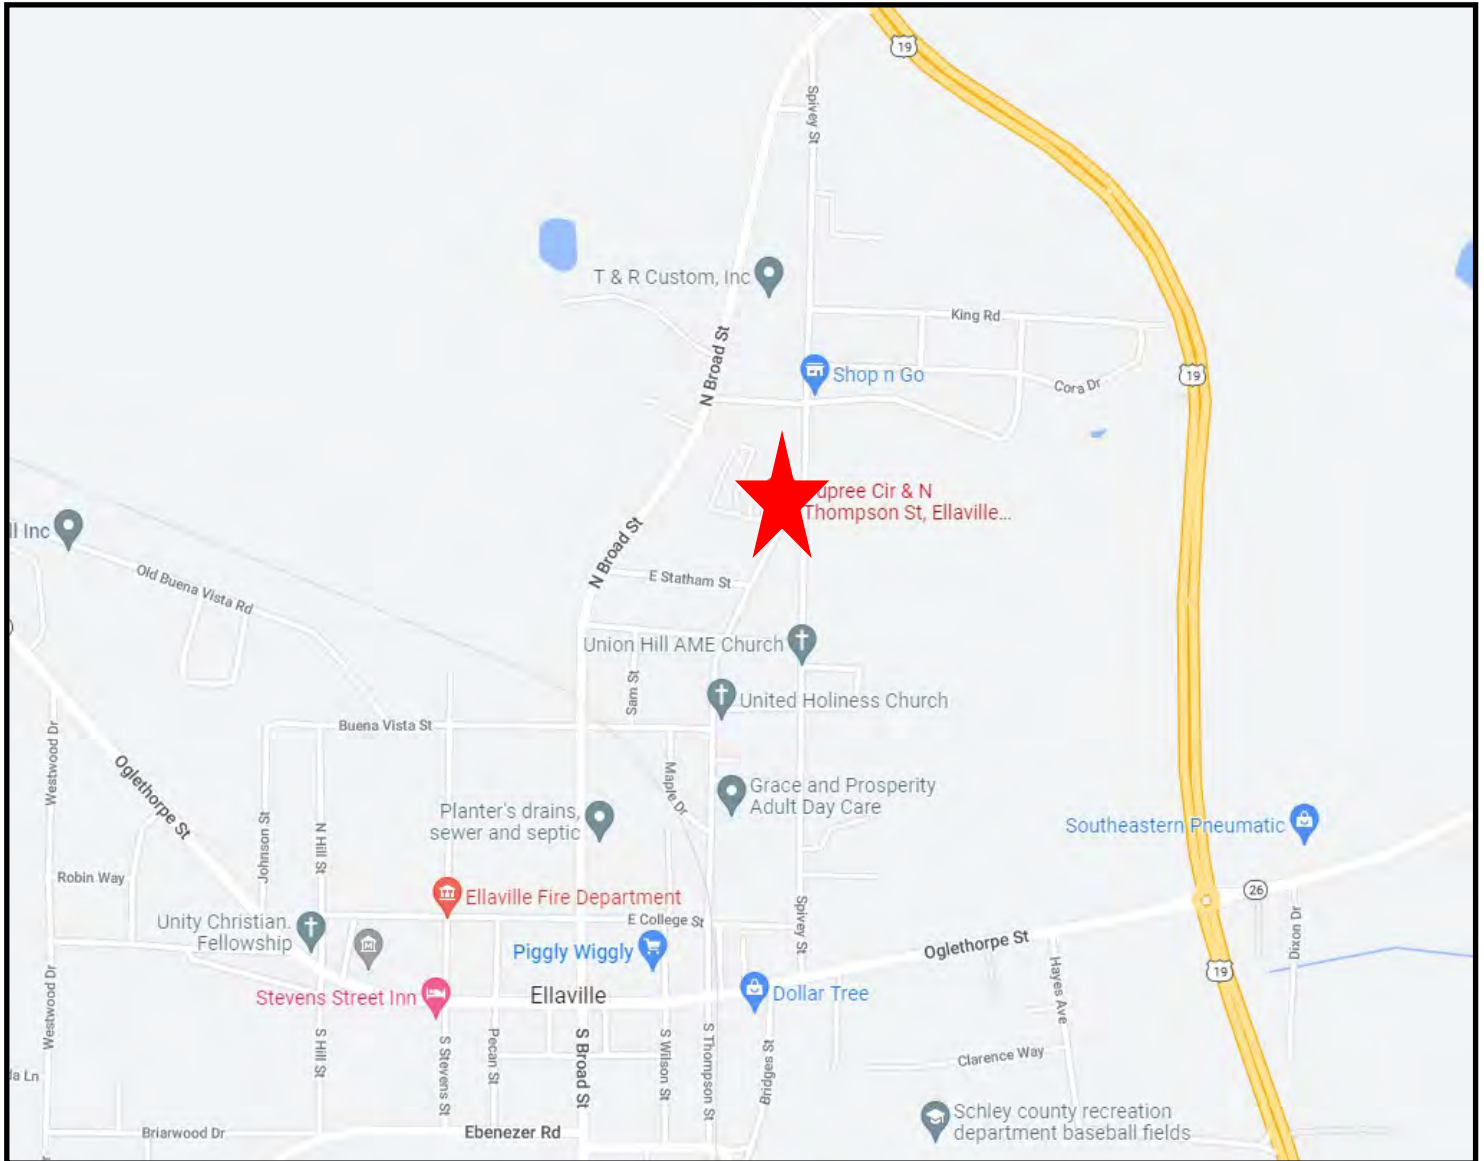 19
Spivey St
T & R Custom, Inc
King Rd
N Broad St
19
Shop n Go
Cora Dr
upree Cir & N
Thompson St, Ellaville...
ll Inc
N Broad St
Old Buena Vista Rd
E Statham St
Union Hill AME Church
Sam St
United Holiness Church
Buena Vista St
Westwood Dr
Oglethorpe St
Maple Dr
Grace and Prosperity
Adult Day Care
Planter's drains,
sewer and septic
Southeastern Pneumatic
Johnson St
N Hill St
Robin Way
26
Ellaville Fire Department
Unity Christian.
Fellowship
E College St
Spivey St
Dixon Dr
Piggly Wiggly
Oglethorpe St
19
Westwood Dr
Stevens Street Inn
Ellaville
Dollar Tree
Hayes Ave
S Hill St
S Stevens St
Pecan St
S Broad St
S Wilson St
S Thompson St
Bridges St
Clarence Way
la Ln
Schley county recreation
department baseball fields
Briarwood Dr
Ebenezer Rd